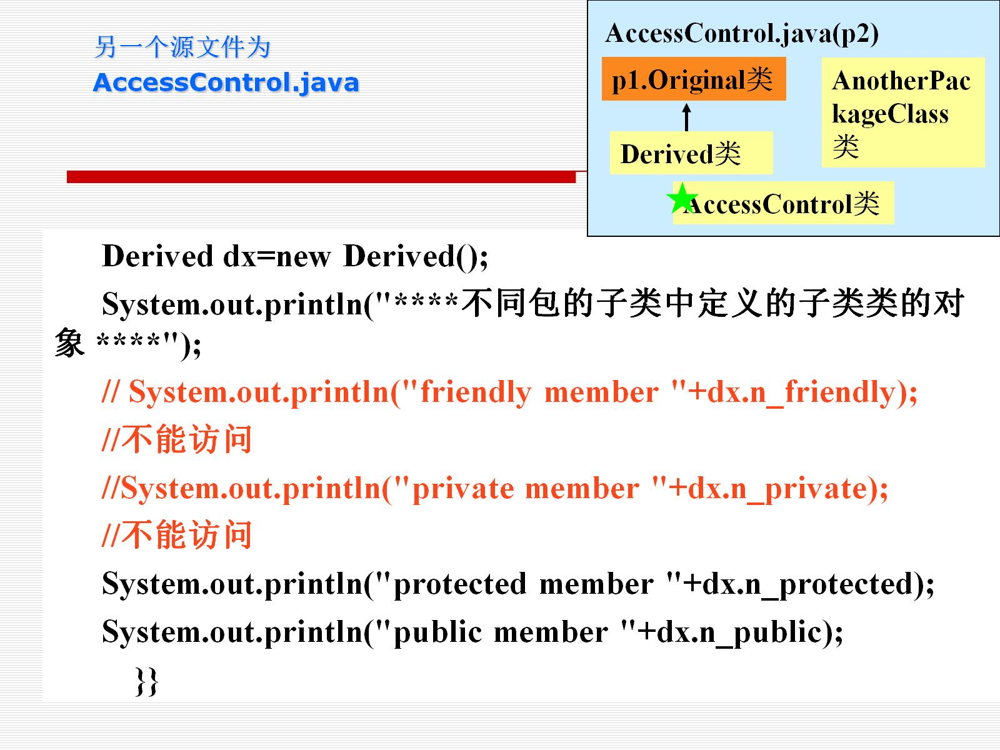 另一个源文件为
AccessControl.java
AccessControl.java(p2)
p1.Original类
AnotherPac
kageClass
类
Derived类
AccessControl类
Derived dx=new Derived();
System.out.println("****不同包的子类中定义的子类类的对
象 ****");
// System.out.println("friendly member "+dx.n_friendly);
//不能访问
//System.out.println("private member "+dx.n_private);
//不能访问
System.out.println("protected member "+dx.n_protected);
System.out.println("public member "+dx.n_public);
}}